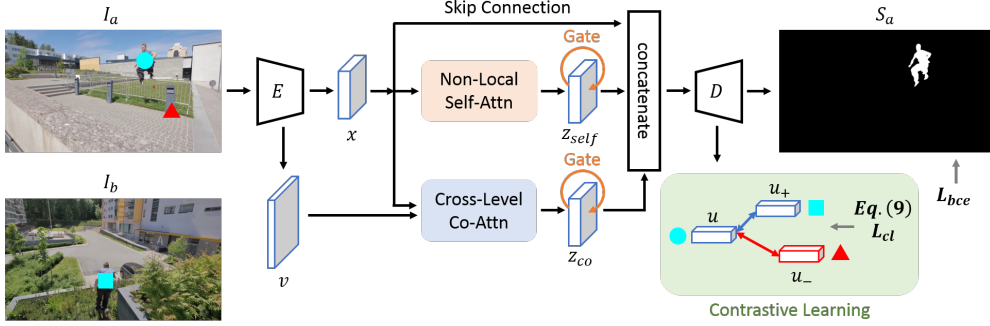 I_a
Skip Connection
S_a
Gate
E
Non-Local
Self-Attn
concatenate
D
x
z_self
Gate
I_b
L_bce
Cross-Level
Co-Attn
u_+
u
Eq. (9)
L_cl
v
z_co
u_−
Contrastive Learning